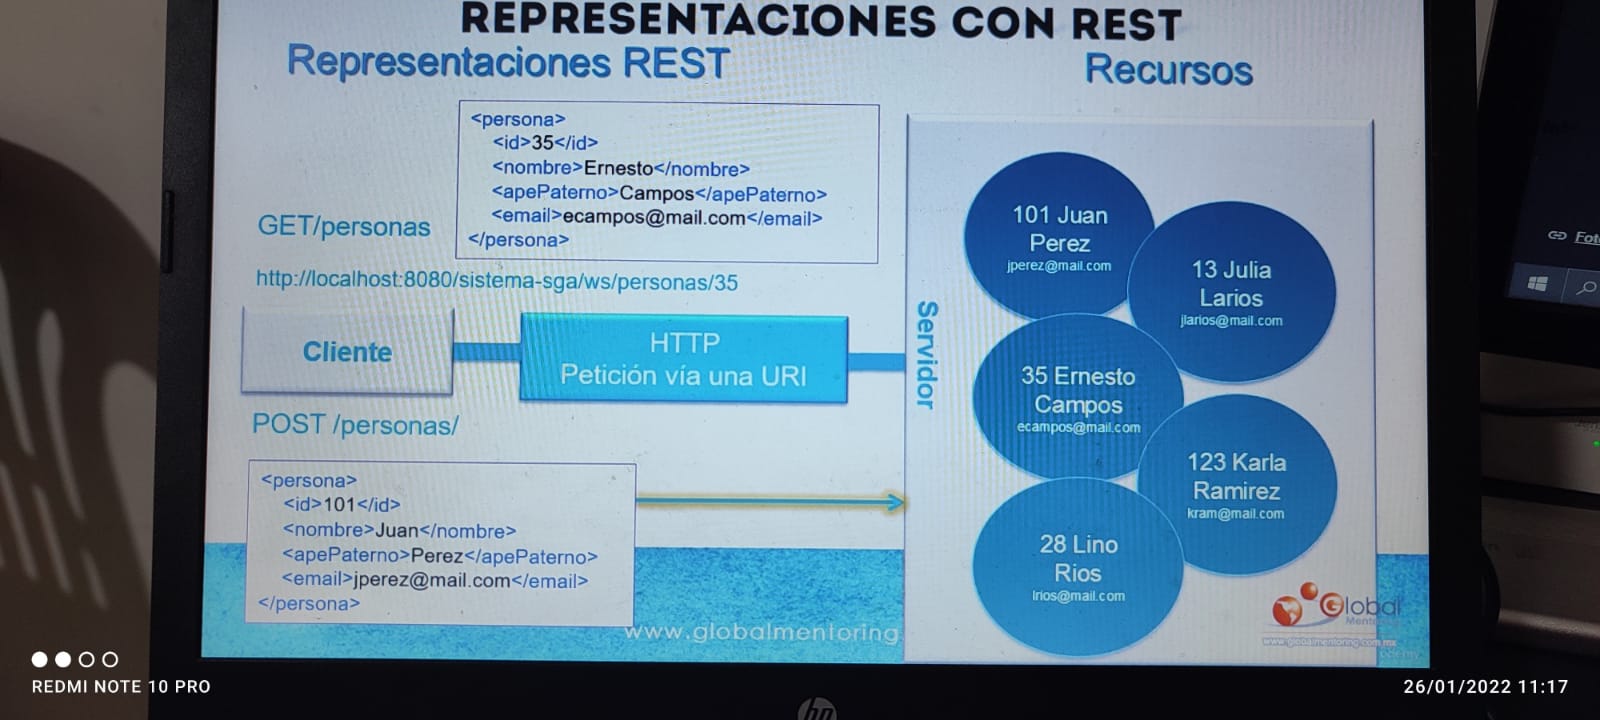 REPRESENTACIONES CON REST
Representaciones REST
Recursos
<persona>
<id>35</id>
<nombre>Ernesto</nombre>
<apePaterno>Campos</apePaterno>
<email>ecampos@mail.com</email>
</persona>
GET/personas
http://localhost:8080/sistema-sga/ws/personas/35
Cliente
HTTP
Petición vía una URI
POST /personas/
<persona>
<id>101</id>
<nombre>Juan</nombre>
<apePaterno>Perez</apePaterno>
<email>jperez@mail.com</email>
</persona>
Servidor
101 Juan
Perez
jperez@mail.com
13 Julia
Larios
jlarios@mail.com
35 Ernesto
Campos
ecampos@mail.com
123 Karla
Ramirez
kram@mail.com
28 Lino
Rios
lrios@mail.com
www.globalmentoring
Global
www.globalmentoring.com.mx
hp
REDMI NOTE 10 PRO
26/01/2022 11:17